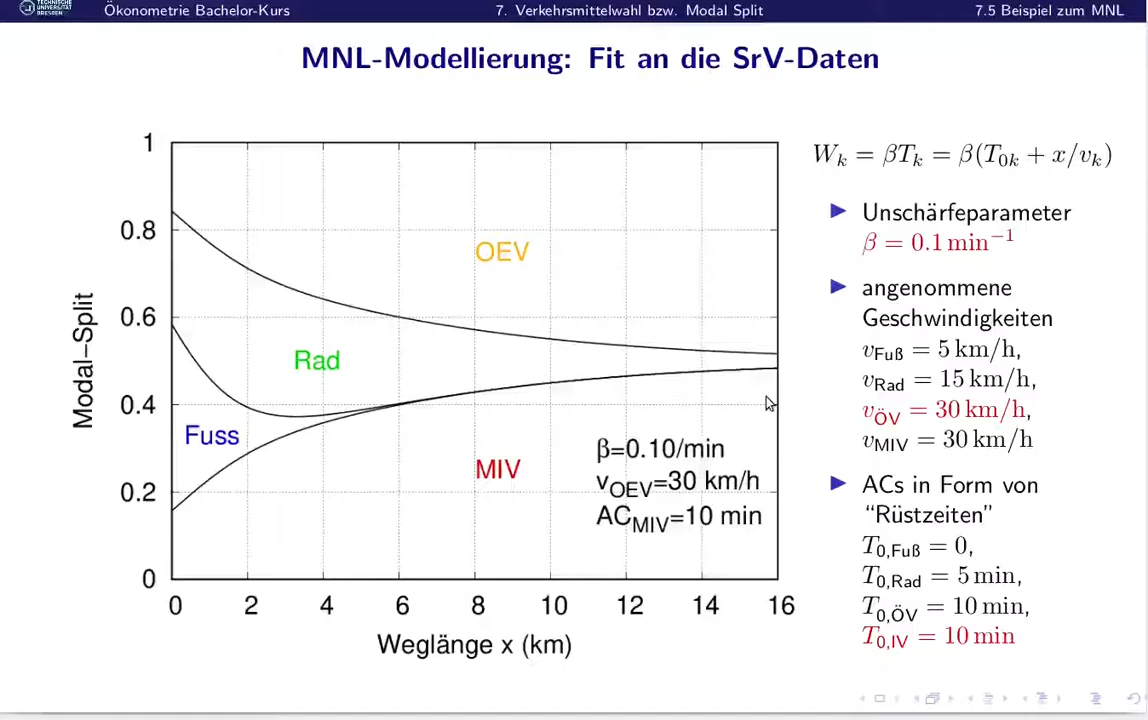 TECHNISCHE
UNIVERSITÄT
DRESDEN
Ökonometrie Bachelor-Kurs
7. Verkehrsmittelwahl bzw. Modal Split
7.5 Beispiel zum MNL
MNL-Modellierung: Fit an die SrV-Daten
Modal−Split
1
0.8
0.6
0.4
0.2
0
OEV
Rad
Fuss
MIV
β=0.10/min
v_OEV=30 km/h
AC_MIV=10 min
0 2 4 6 8 10 12 14 16
Weglänge x (km)
W_k = βT_k = β(T_0k + x/v_k)
Unschärfeparameter
β = 0.1 min⁻¹
angenommene
Geschwindigkeiten
v_Fuß = 5 km/h,
v_Rad = 15 km/h,
v_ÖV = 30 km/h,
v_MIV = 30 km/h
ACs in Form von
“Rüstzeiten”
T_0,Fuß = 0,
T_0,Rad = 5 min,
T_0,ÖV = 10 min,
T_0,IV = 10 min